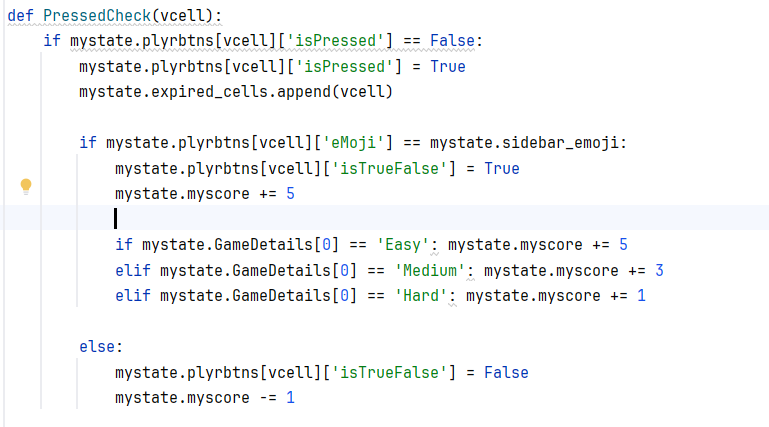 def PressedCheck(vcell):
    if mystate.plyrbtns[vcell]['isPressed'] == False:
        mystate.plyrbtns[vcell]['isPressed'] = True
        mystate.expired_cells.append(vcell)

        if mystate.plyrbtns[vcell]['eMoji'] == mystate.sidebar_emoji:
            mystate.plyrbtns[vcell]['isTrueFalse'] = True
            mystate.myscore += 5

            if mystate.GameDetails[0] == 'Easy': mystate.myscore += 5
            elif mystate.GameDetails[0] == 'Medium': mystate.myscore += 3
            elif mystate.GameDetails[0] == 'Hard': mystate.myscore += 1

        else:
            mystate.plyrbtns[vcell]['isTrueFalse'] = False
            mystate.myscore -= 1